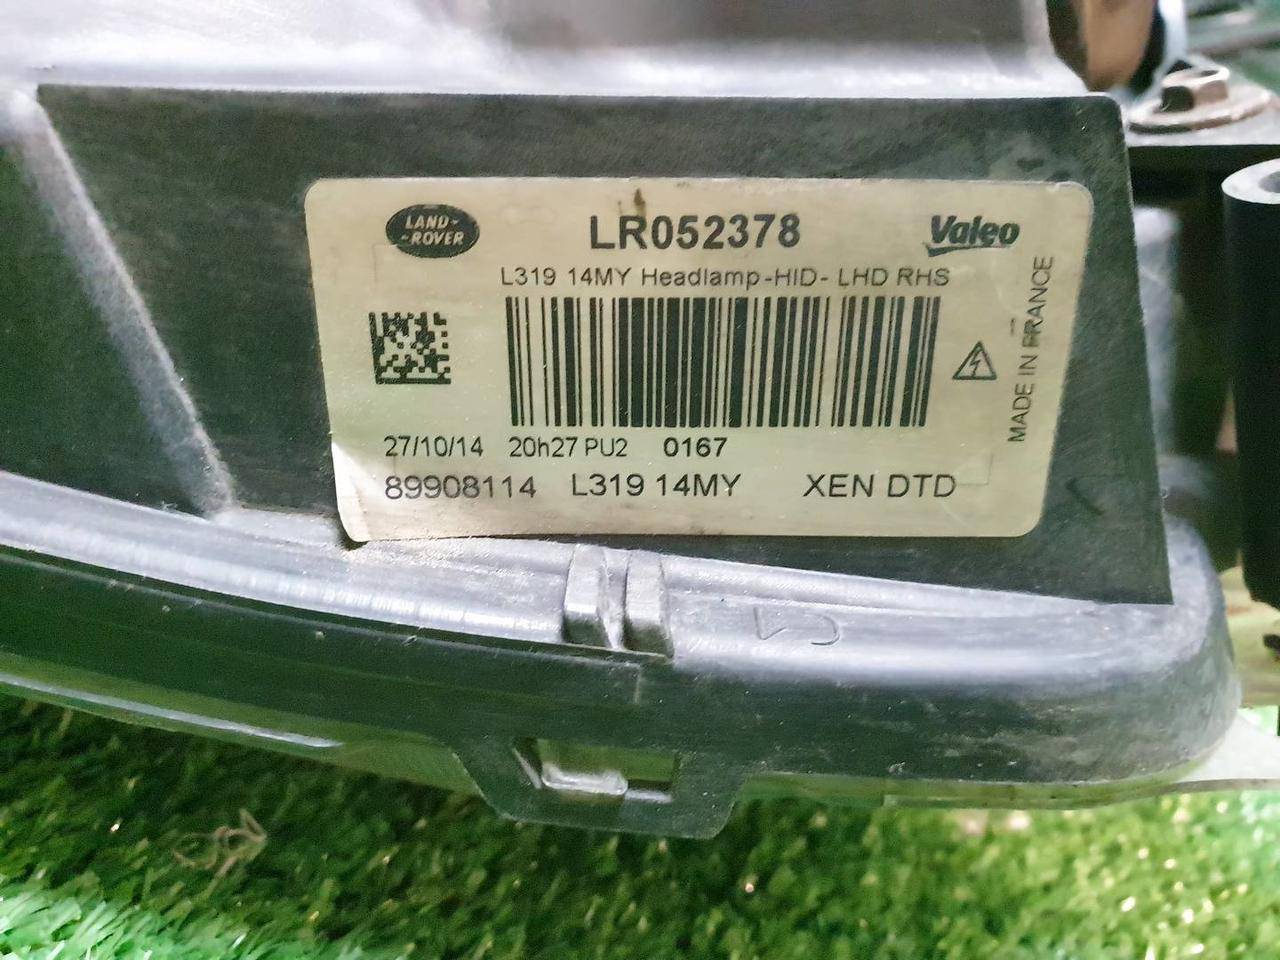 LAND-
-ROVER
LR052378
Valeo
L319 14MY Headlamp-HID- LHD RHS
MADE IN FRANCE
27/10/14 20h27 PU2 0167
89908114 L319 14MY XEN DTD
C1